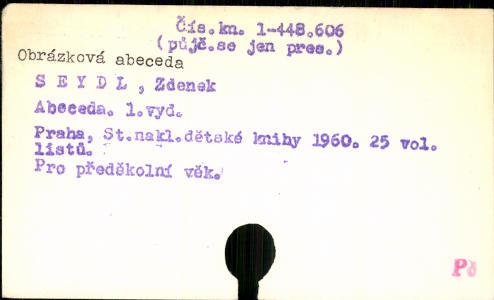 Čís.kn. 1-448.606
(půjč.se jen pres.)
Obrázková abeceda
S E Y D L , Zdenek
Abeceda. 1.vyd.
Praha, St.nakl.dětské knihy 1960. 25 vol.
listů.
Pro předškolní věk.
Př